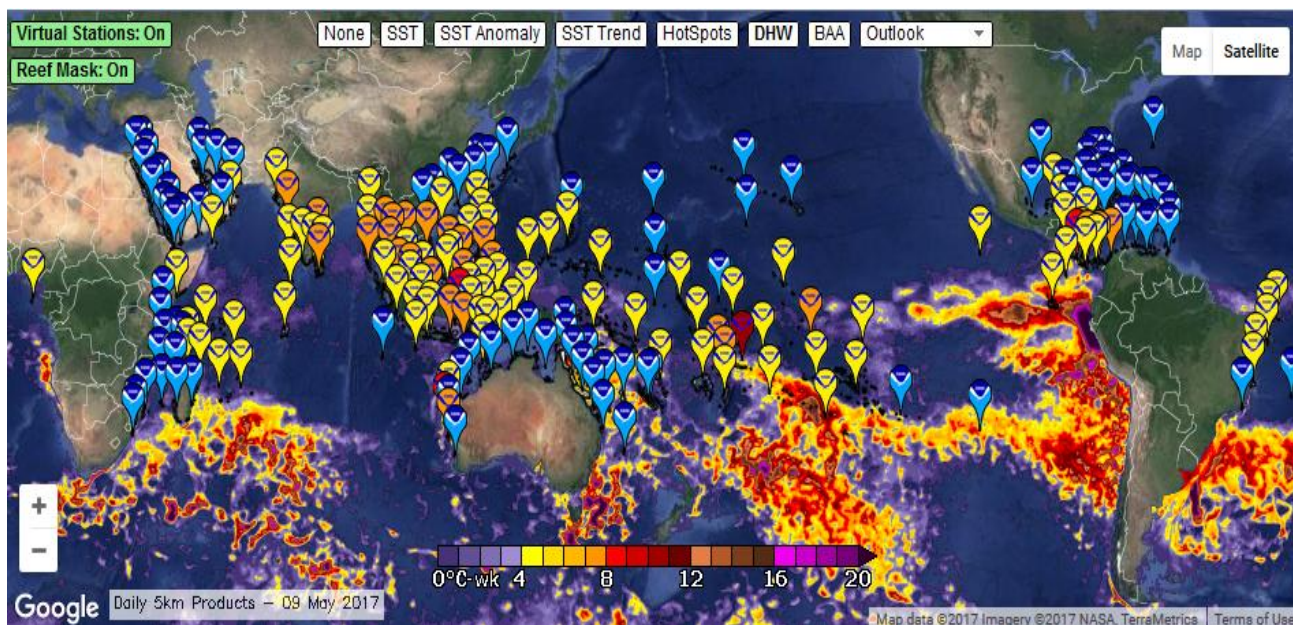 Virtual Stations: On
None SST SST Anomaly SST Trend HotSpots DHW BAA Outlook
Map Satellite
Reef Mask: On
+
−
0°C-wk 4 8 12 16 20
Google Daily 5km Products − 09 May 2017
Map data ©2017 Imagery ©2017 NASA, TerraMetrics Terms of Use